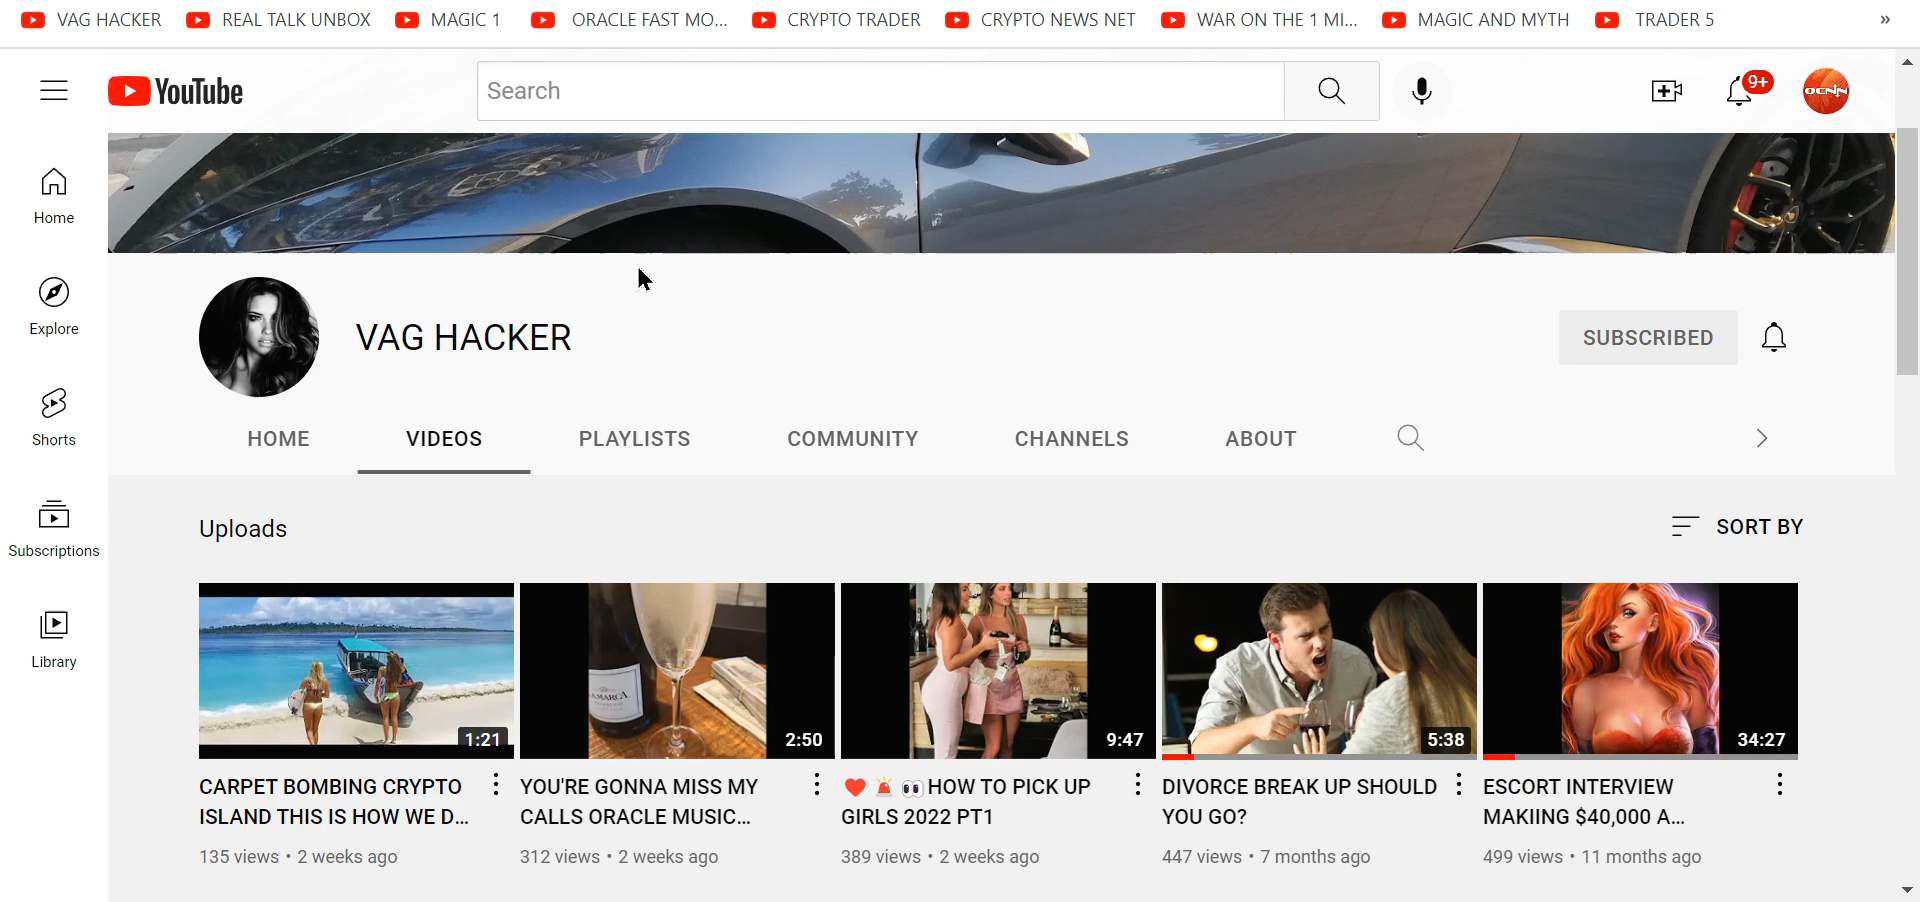 VAG HACKER REAL TALK UNBOX MAGIC 1 ORACLE FAST MO... CRYPTO TRADER CRYPTO NEWS NET WAR ON THE 1 MI... MAGIC AND MYTH TRADER 5 »
YouTube Search 9+ OCNN
Home
Explore
VAG HACKER SUBSCRIBED
Shorts
HOME VIDEOS PLAYLISTS COMMUNITY CHANNELS ABOUT
Subscriptions
Uploads SORT BY
Library
AMARCA
1:21 2:50 9:47 5:38 34:27
CARPET BOMBING CRYPTO
ISLAND THIS IS HOW WE D...
135 views • 2 weeks ago
YOU'RE GONNA MISS MY
CALLS ORACLE MUSIC...
312 views • 2 weeks ago
❤️🚨👀HOW TO PICK UP
GIRLS 2022 PT1
389 views • 2 weeks ago
DIVORCE BREAK UP SHOULD
YOU GO?
447 views • 7 months ago
ESCORT INTERVIEW
MAKIING $40,000 A...
499 views • 11 months ago